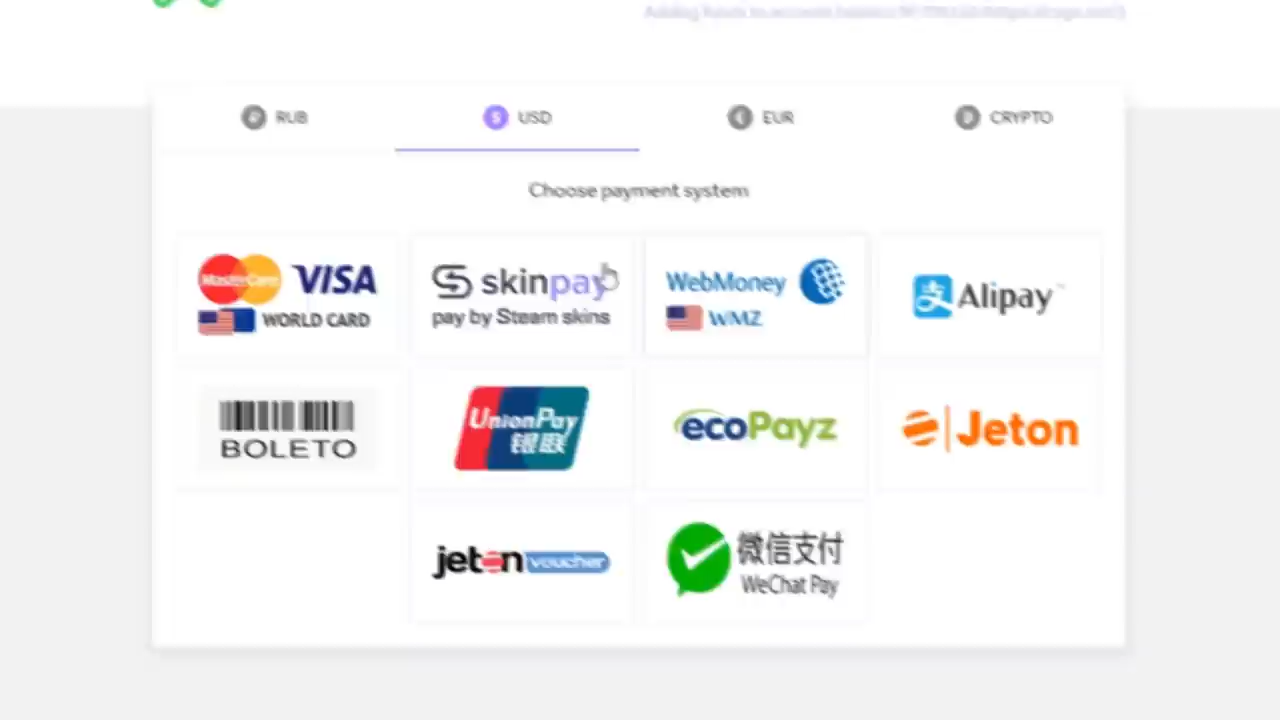 RUB
USD
EUR
CRYPTO
Choose payment system
MasterCard VISA
WORLD CARD
skinpay
pay by Steam skins
WebMoney
WMZ
Alipay
BOLETO
UnionPay
银联
ecoPayz
Jeton
jeton voucher
微信支付
WeChat Pay